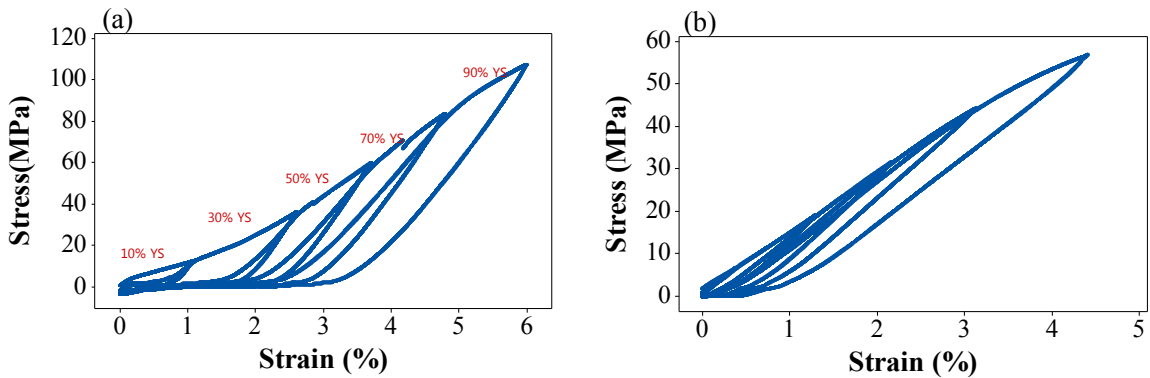 (a)
120
100
80
60
40
20
0
Stress(MPa)
10% YS
30% YS
50% YS
70% YS
90% YS
0 1 2 3 4 5 6
Strain (%)
(b)
60
50
40
30
20
10
0
Stress (MPa)
0 1 2 3 4 5
Strain (%)